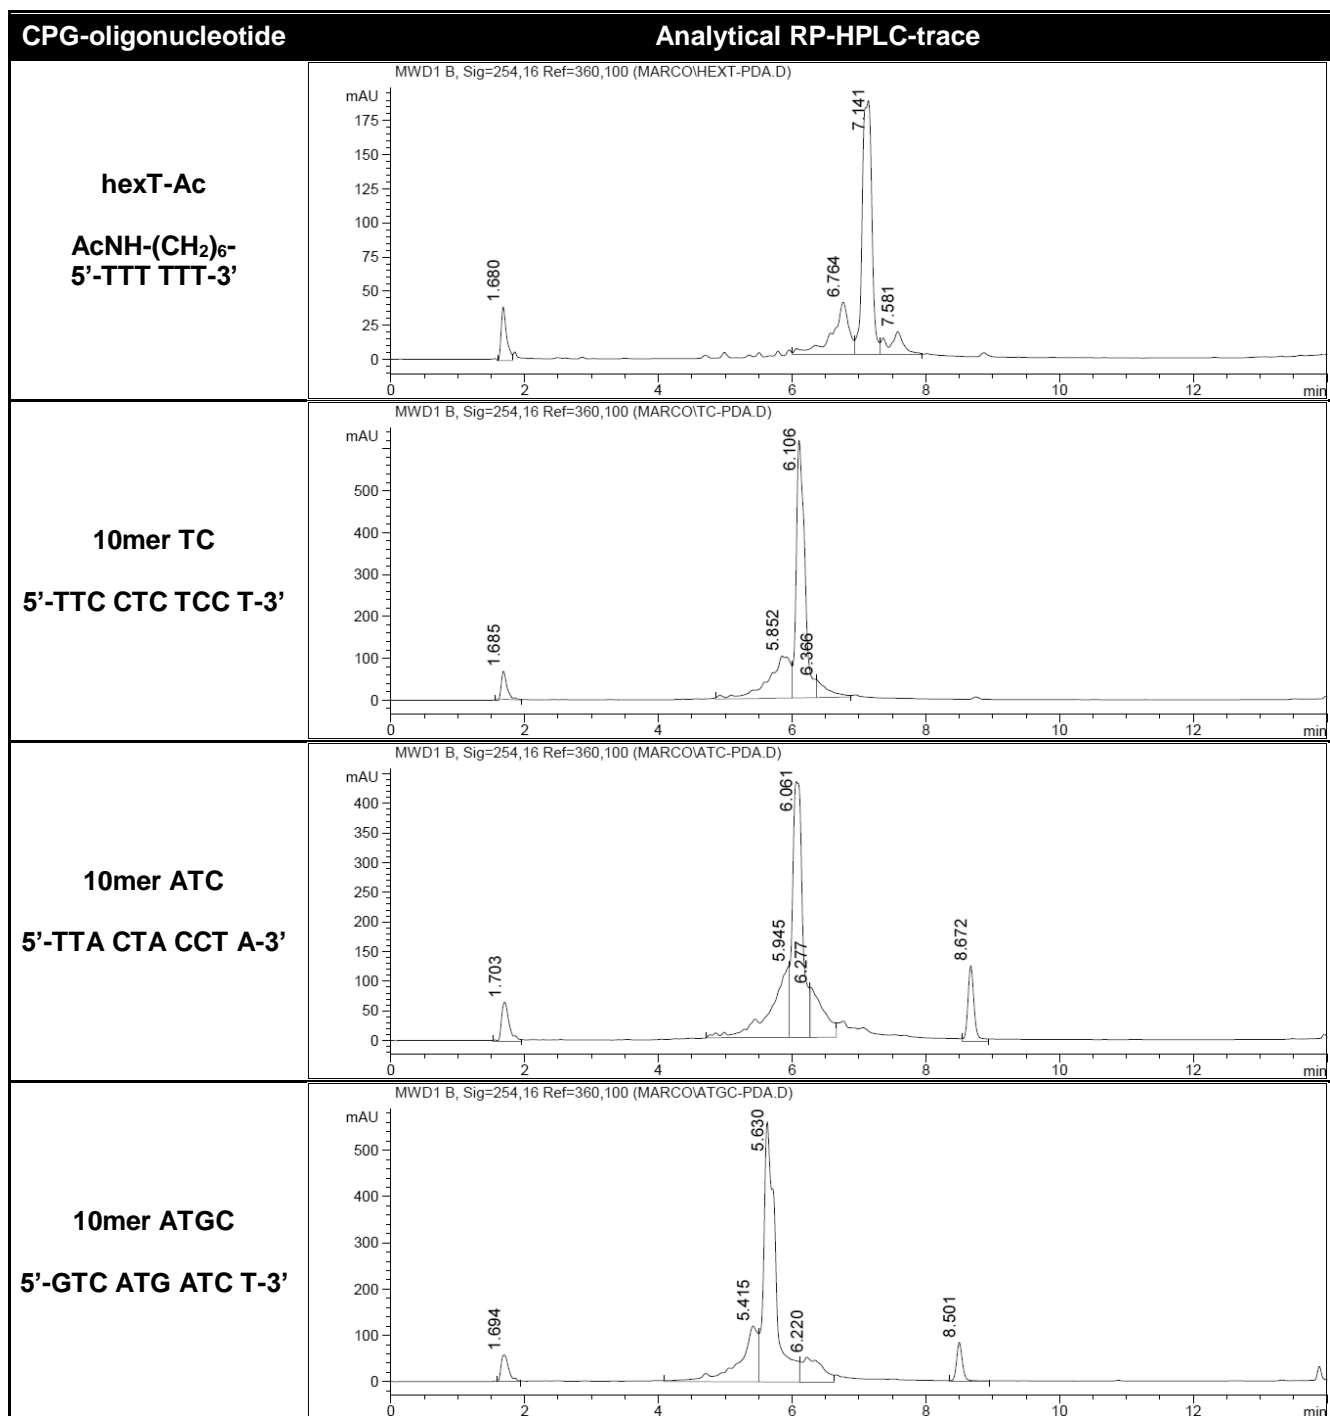 CPG-oligonucleotide Analytical RP-HPLC-trace
hexT-Ac
AcNH-(CH₂)₆-
5’-TTT TTT-3’
MWD1 B, Sig=254,16 Ref=360,100 (MARCO\HEXT-PDA.D)
mAU
175
150
125
100
75
50
25
0
1.680
6.764
7.141
7.581
0 2 4 6 8 10 12 min
10mer TC
5’-TTC CTC TCC T-3’
MWD1 B, Sig=254,16 Ref=360,100 (MARCO\TC-PDA.D)
mAU
500
400
300
200
100
0
1.685
5.852
6.106
6.366
0 2 4 6 8 10 12 min
10mer ATC
5’-TTA CTA CCT A-3’
MWD1 B, Sig=254,16 Ref=360,100 (MARCO\ATC-PDA.D)
mAU
400
350
300
250
200
150
100
50
0
1.703
5.945
6.061
6.277
8.672
0 2 4 6 8 10 12 min
10mer ATGC
5’-GTC ATG ATC T-3’
MWD1 B, Sig=254,16 Ref=360,100 (MARCO\ATGC-PDA.D)
mAU
500
400
300
200
100
0
1.694
5.415
5.630
6.220
8.501
0 2 4 6 8 10 12 min